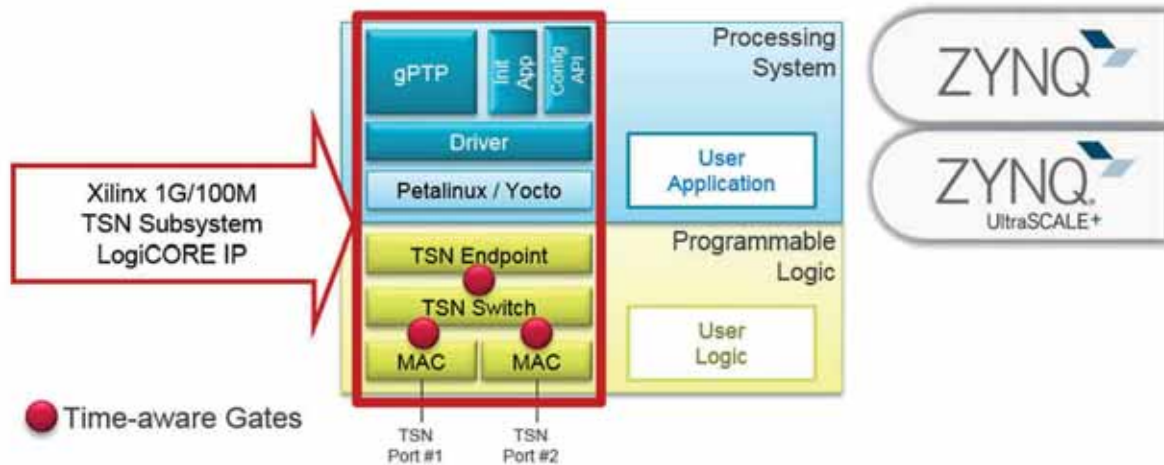 Xilinx 1G/100M
TSN Subsystem
LogiCORE IP
gPTP
Init
App
Config
API
Driver
Petalinux / Yocto
TSN Endpoint
TSN Switch
MAC
MAC
TSN
Port #1
TSN
Port #2
Time-aware Gates
Processing
System
User
Application
Programmable
Logic
User
Logic
ZYNQ
ZYNQ.
UltraSCALE+